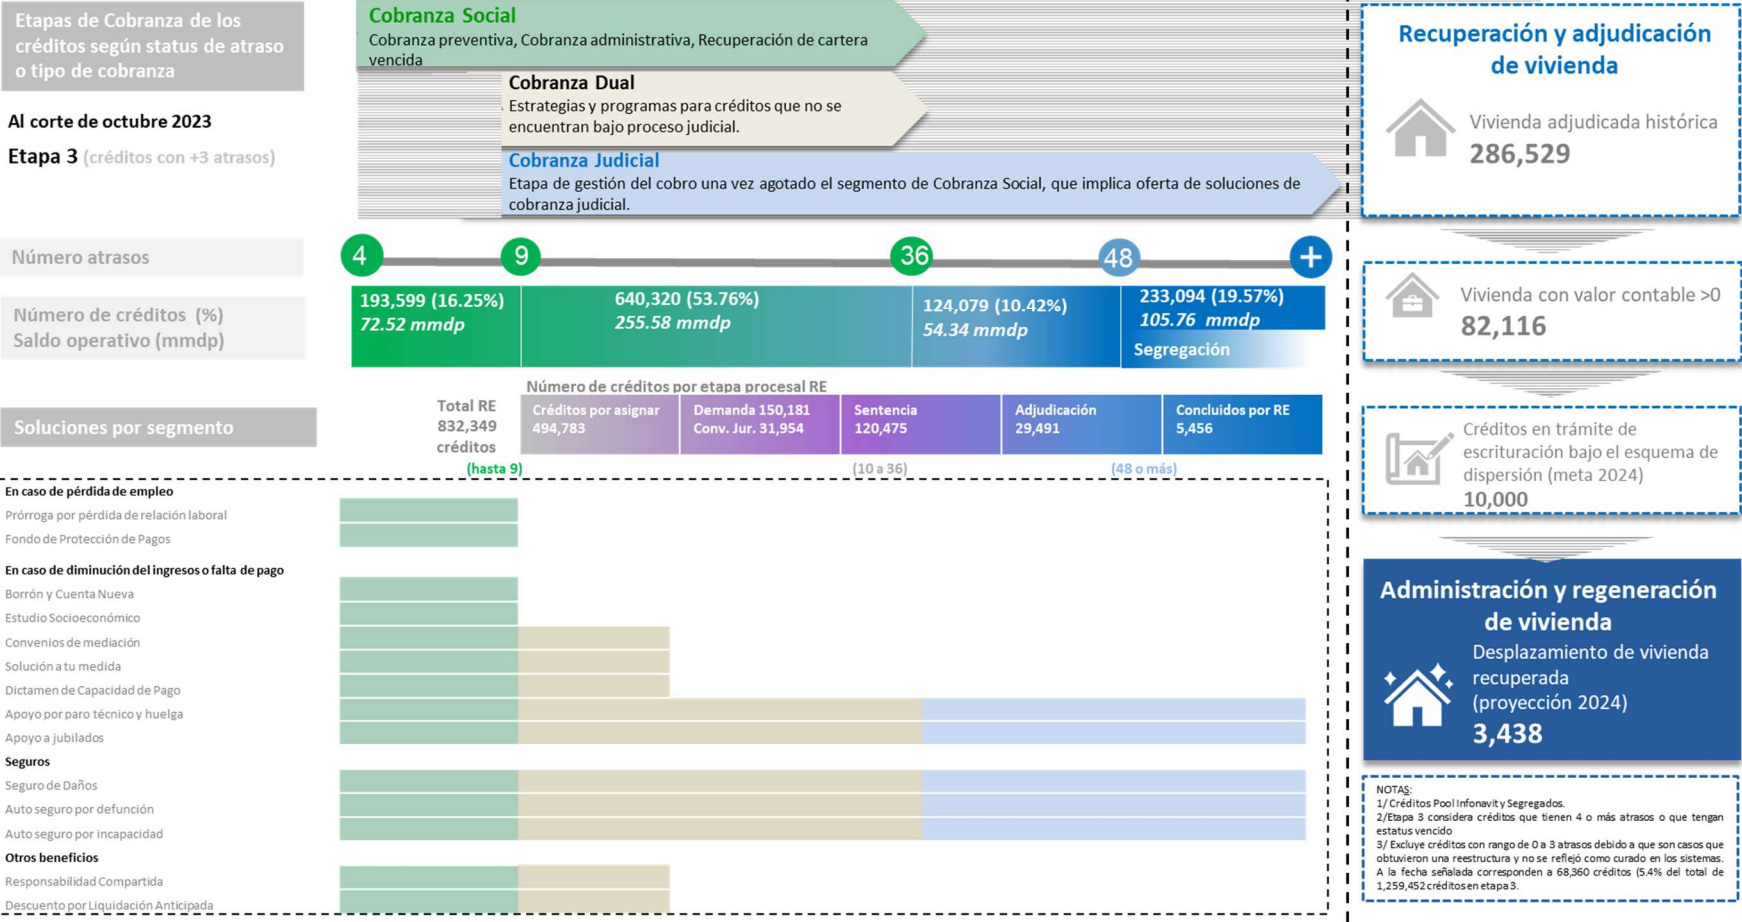 Etapas de Cobranza de los
créditos según status de atraso
o tipo de cobranza
Al corte de octubre 2023
Etapa 3 (créditos con +3 atrasos)
Cobranza Social
Cobranza preventiva, Cobranza administrativa, Recuperación de cartera
vencida
Cobranza Dual
Estrategias y programas para créditos que no se
encuentran bajo proceso judicial.
Cobranza Judicial
Etapa de gestión del cobro una vez agotado el segmento de Cobranza Social, que implica oferta de soluciones de
cobranza judicial.
Número atrasos
4 9 36 48 +
Número de créditos (%)
Saldo operativo (mmdp)
193,599 (16.25%)
72.52 mmdp
640,320 (53.76%)
255.58 mmdp
124,079 (10.42%)
54.34 mmdp
233,094 (19.57%)
105.76 mmdp
Segregación
Soluciones por segmento
Total RE
832,349
créditos
Número de créditos por etapa procesal RE
Créditos por asignar
494,783
Demanda 150,181
Conv. Jur. 31,954
Sentencia
120,475
Adjudicación
29,491
Concluidos por RE
5,456
(hasta 9)
(10 a 36)
(48 o más)
En caso de pérdida de empleo
Prórroga por pérdida de relación laboral
Fondo de Protección de Pagos
En caso de diminución del ingresos o falta de pago
Borrón y Cuenta Nueva
Estudio Socioeconómico
Convenios de mediación
Solución a tu medida
Dictamen de Capacidad de Pago
Apoyo por paro técnico y huelga
Apoyo a jubilados
Seguros
Seguro de Daños
Auto seguro por defunción
Auto seguro por incapacidad
Otros beneficios
Responsabilidad Compartida
Descuento por Liquidación Anticipada
Recuperación y adjudicación
de vivienda
Vivienda adjudicada histórica
286,529
Vivienda con valor contable >0
82,116
Créditos en trámite de
escrituración bajo el esquema de
dispersión (meta 2024)
10,000
Administración y regeneración
de vivienda
Desplazamiento de vivienda
recuperada
(proyección 2024)
3,438
NOTAS:
1/ Créditos Pool Infonavit y Segregados.
2/Etapa 3 considera créditos que tienen 4 o más atrasos o que tengan
estatus vencido
3/ Excluye créditos con rango de 0 a 3 atrasos debido a que son casos que
obtuvieron una reestructura y no se reflejó como curado en los sistemas.
A la fecha señalada corresponden a 68,360 créditos (5.4% del total de
1,259,452 créditos en etapa 3.